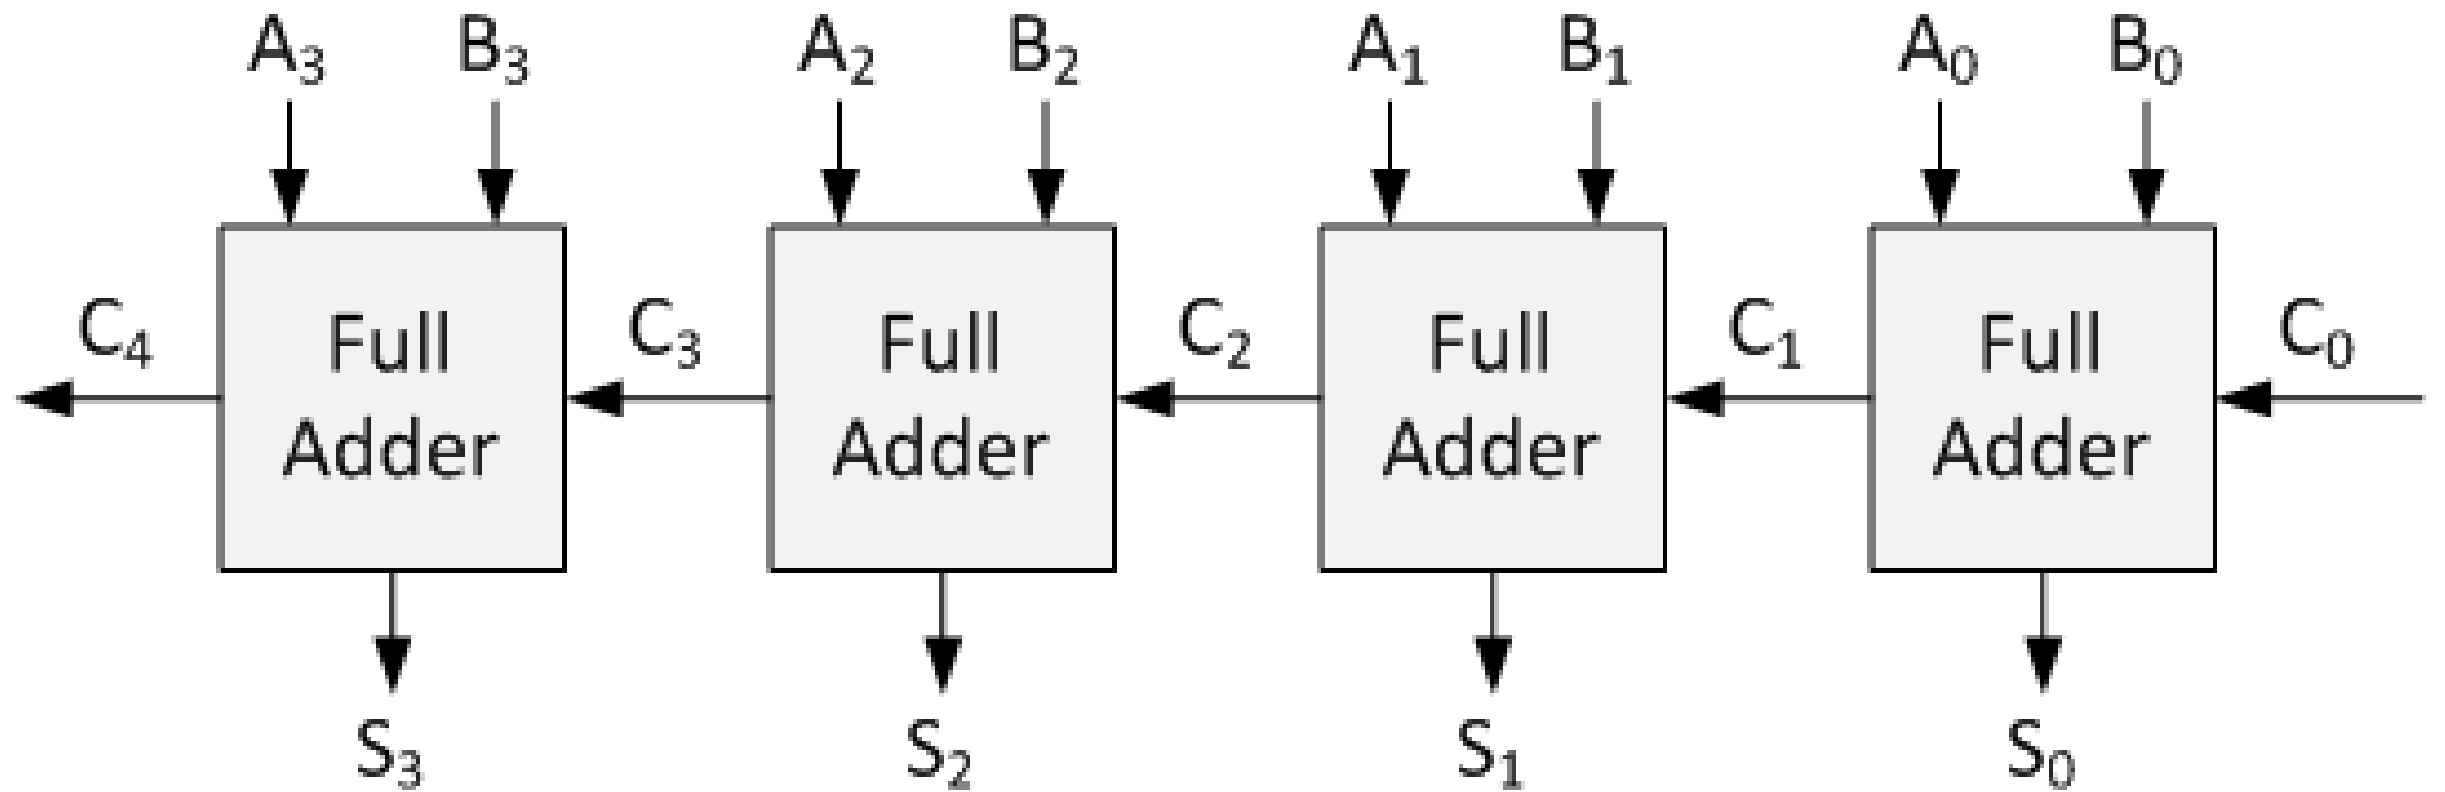 A₃ B₃ A₂ B₂ A₁ B₁ A₀ B₀
C₄ Full Adder C₃ Full Adder C₂ Full Adder C₁ Full Adder C₀
S₃ S₂ S₁ S₀